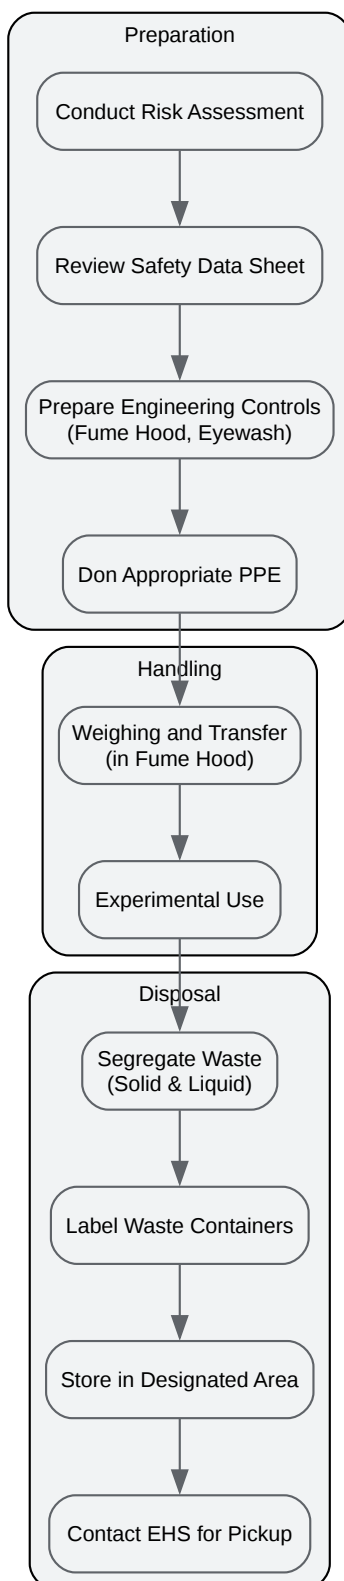 Preparation
Conduct Risk Assessment
Review Safety Data Sheet
Prepare Engineering Controls
(Fume Hood, Eyewash)
Don Appropriate PPE
Handling
Weighing and Transfer
(in Fume Hood)
Experimental Use
Disposal
Segregate Waste
(Solid & Liquid)
Label Waste Containers
Store in Designated Area
Contact EHS for Pickup